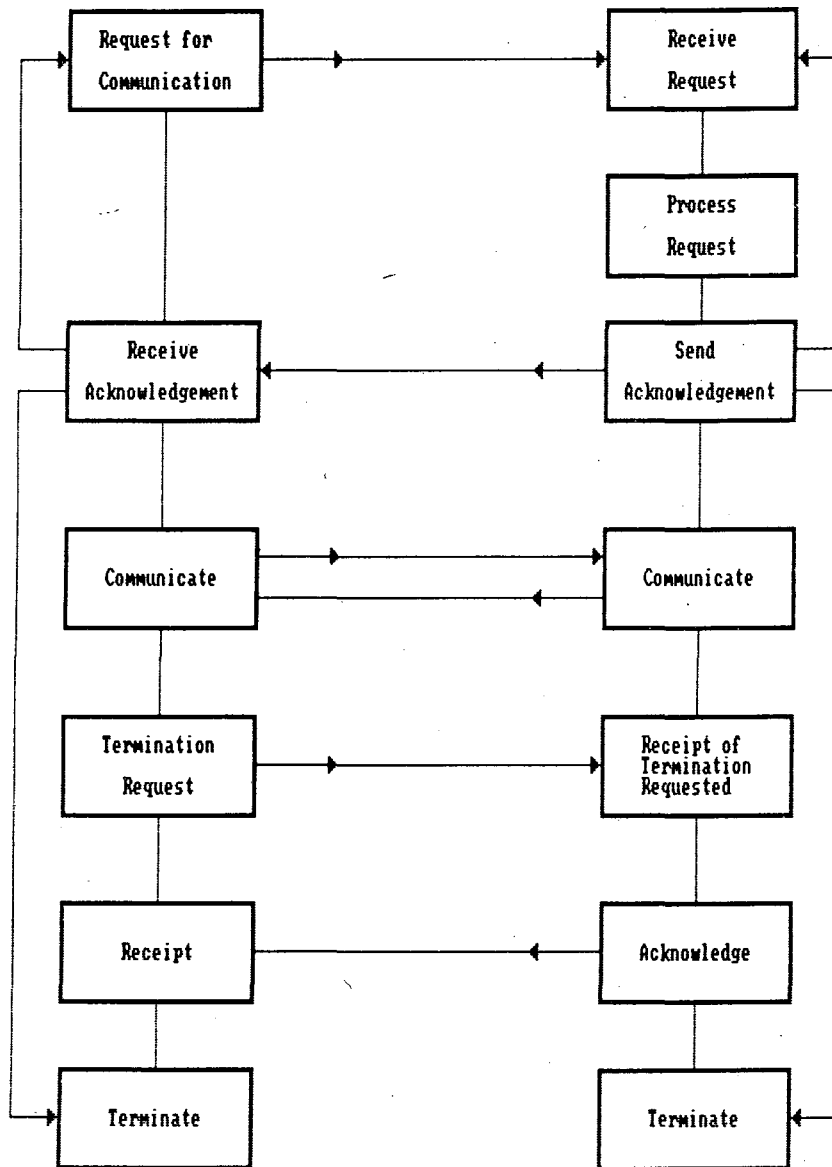 Request for
Communication
Receive
Request
Process
Request
Receive
Acknowledgement
Send
Acknowledgement
Communicate
Communicate
Termination
Request
Receipt of
Termination
Requested
Receipt
Acknowledge
Terminate
Terminate